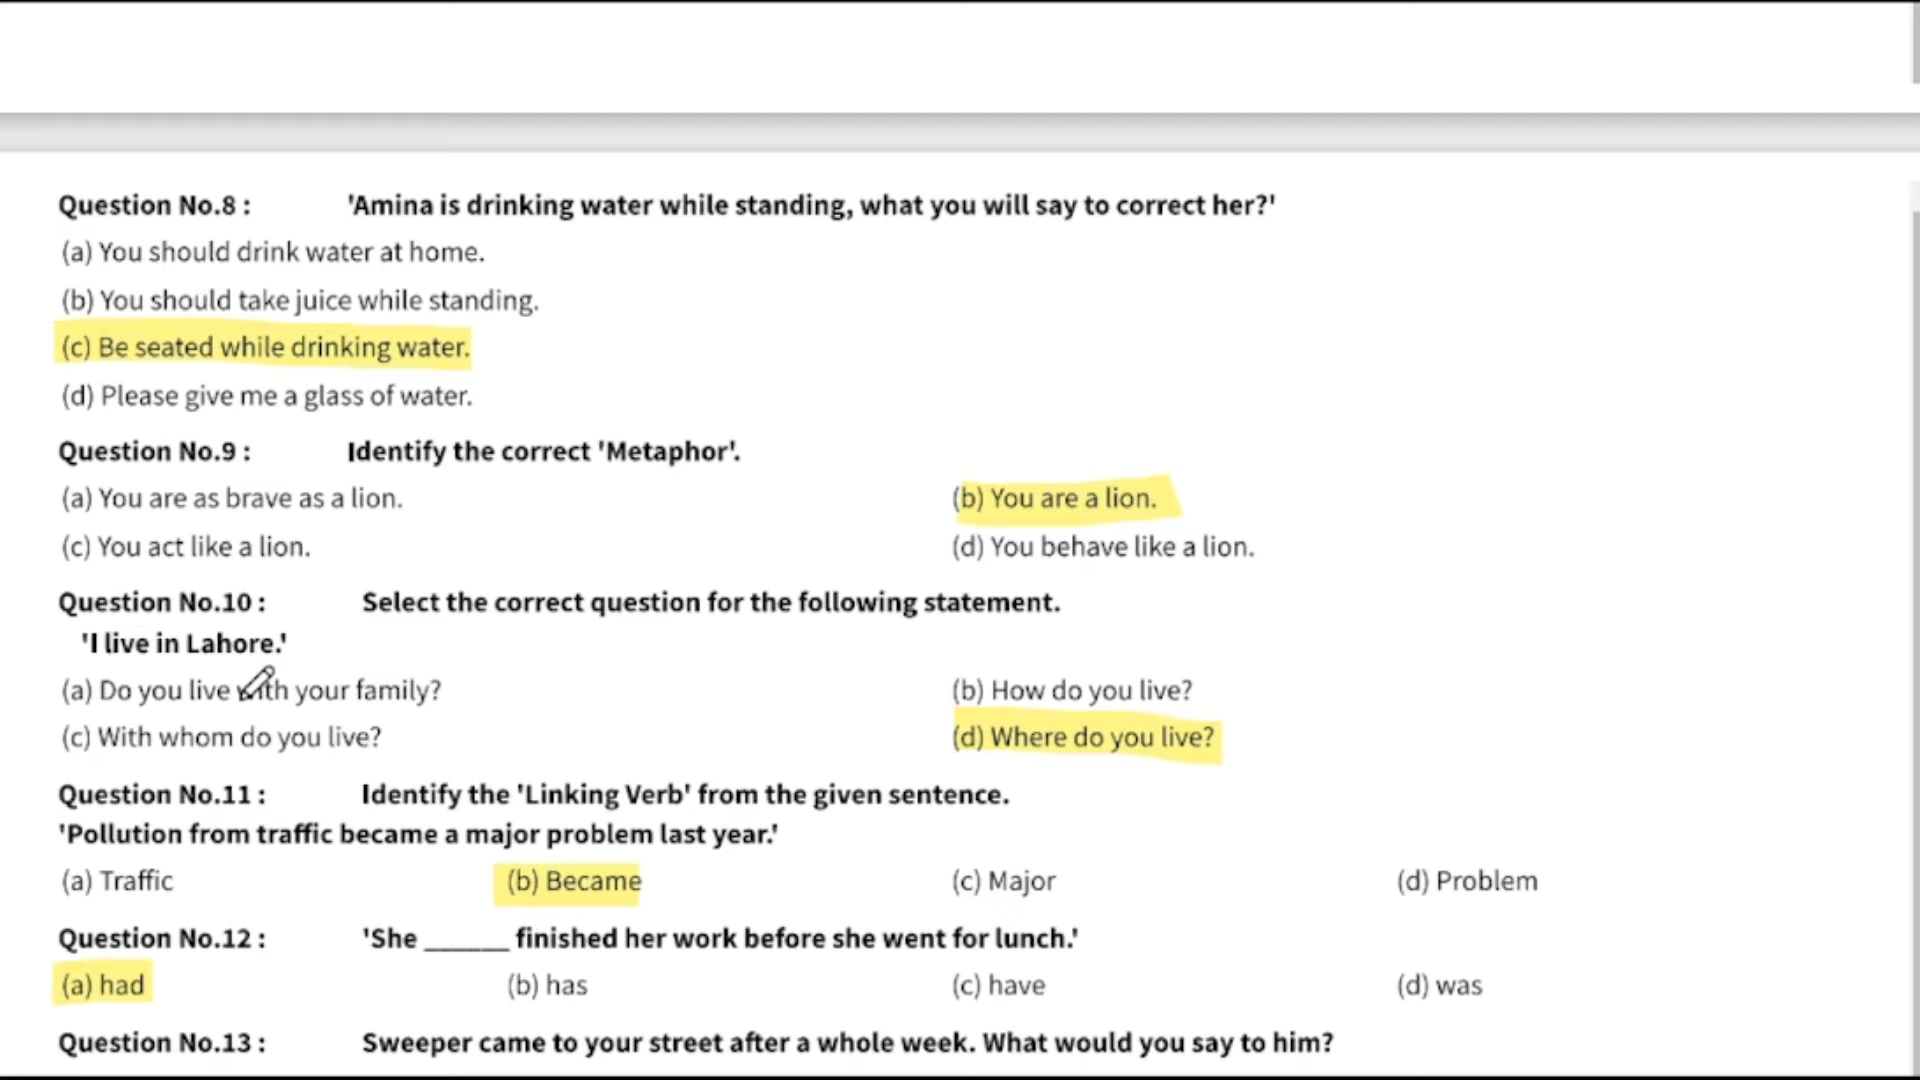 Question No.8 : 'Amina is drinking water while standing, what you will say to correct her?'
(a) You should drink water at home.
(b) You should take juice while standing.
(c) Be seated while drinking water.
(d) Please give me a glass of water.
Question No.9 : Identify the correct 'Metaphor'.
(a) You are as brave as a lion. (b) You are a lion.
(c) You act like a lion. (d) You behave like a lion.
Question No.10 : Select the correct question for the following statement.
'I live in Lahore.'
(a) Do you live with your family? (b) How do you live?
(c) With whom do you live? (d) Where do you live?
Question No.11 : Identify the 'Linking Verb' from the given sentence.
'Pollution from traffic became a major problem last year.'
(a) Traffic (b) Became (c) Major (d) Problem
Question No.12 : 'She ______ finished her work before she went for lunch.'
(a) had (b) has (c) have (d) was
Question No.13 : Sweeper came to your street after a whole week. What would you say to him?